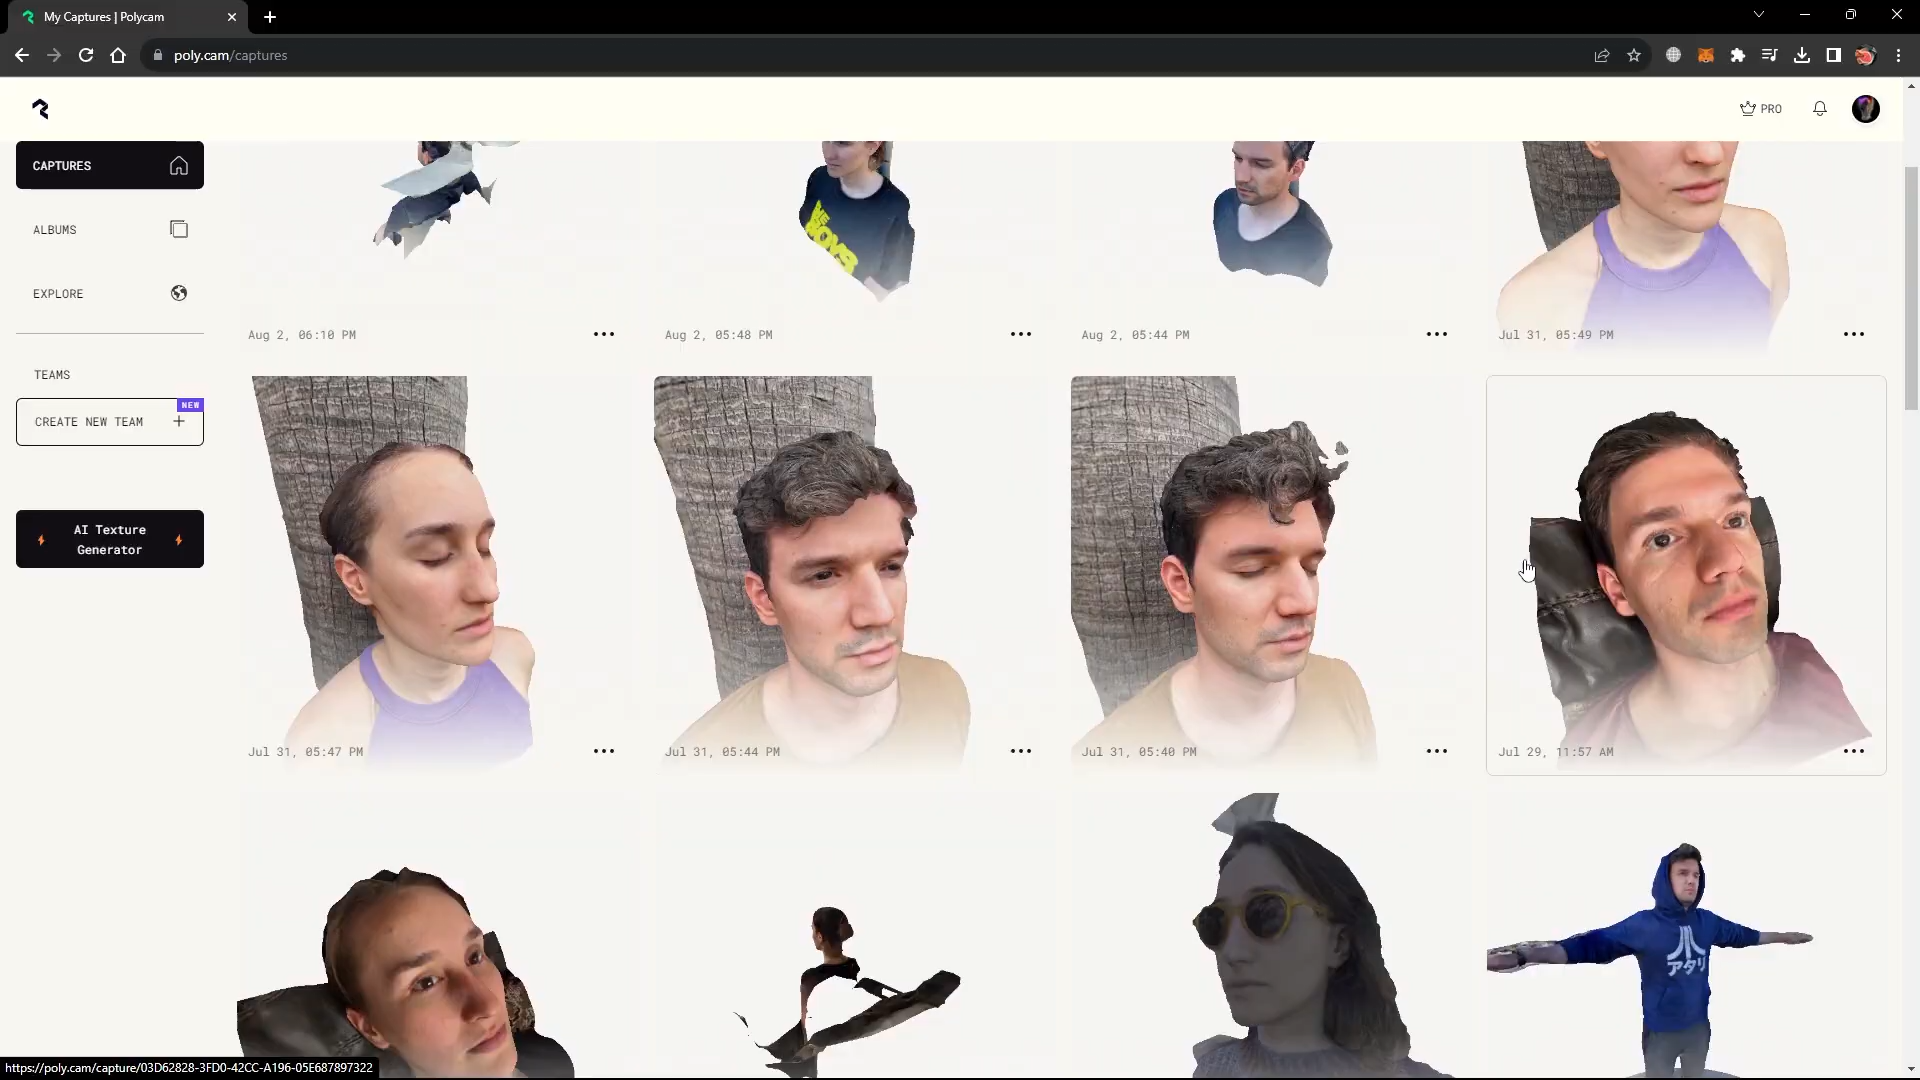 My Captures | Polycam
poly.cam/captures
PRO
CAPTURES
ALBUMS
EXPLORE
TEAMS
NEW
CREATE NEW TEAM
AI Texture
Generator
Aug 2, 06:10 PM
Aug 2, 05:48 PM
Aug 2, 05:44 PM
Jul 31, 05:49 PM
Jul 31, 05:47 PM
Jul 31, 05:44 PM
Jul 31, 05:40 PM
Jul 29, 11:57 AM
アタリ
https://poly.cam/capture/03D62828-3FD0-42CC-A196-05E687897322